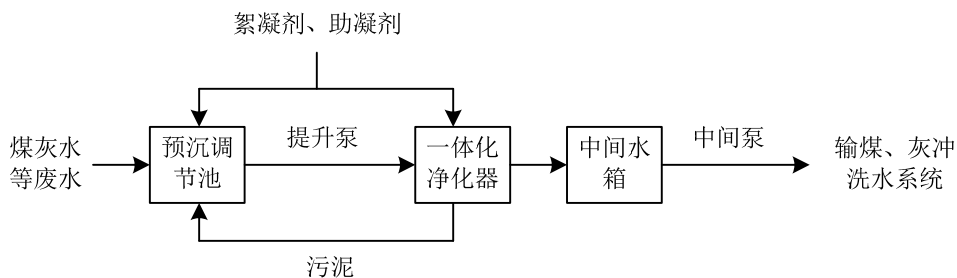 絮凝剂、助凝剂
煤灰水
等废水
预沉调
节池
提升泵
一体化
净化器
中间水
箱
中间泵
输煤、灰冲
洗水系统
污泥